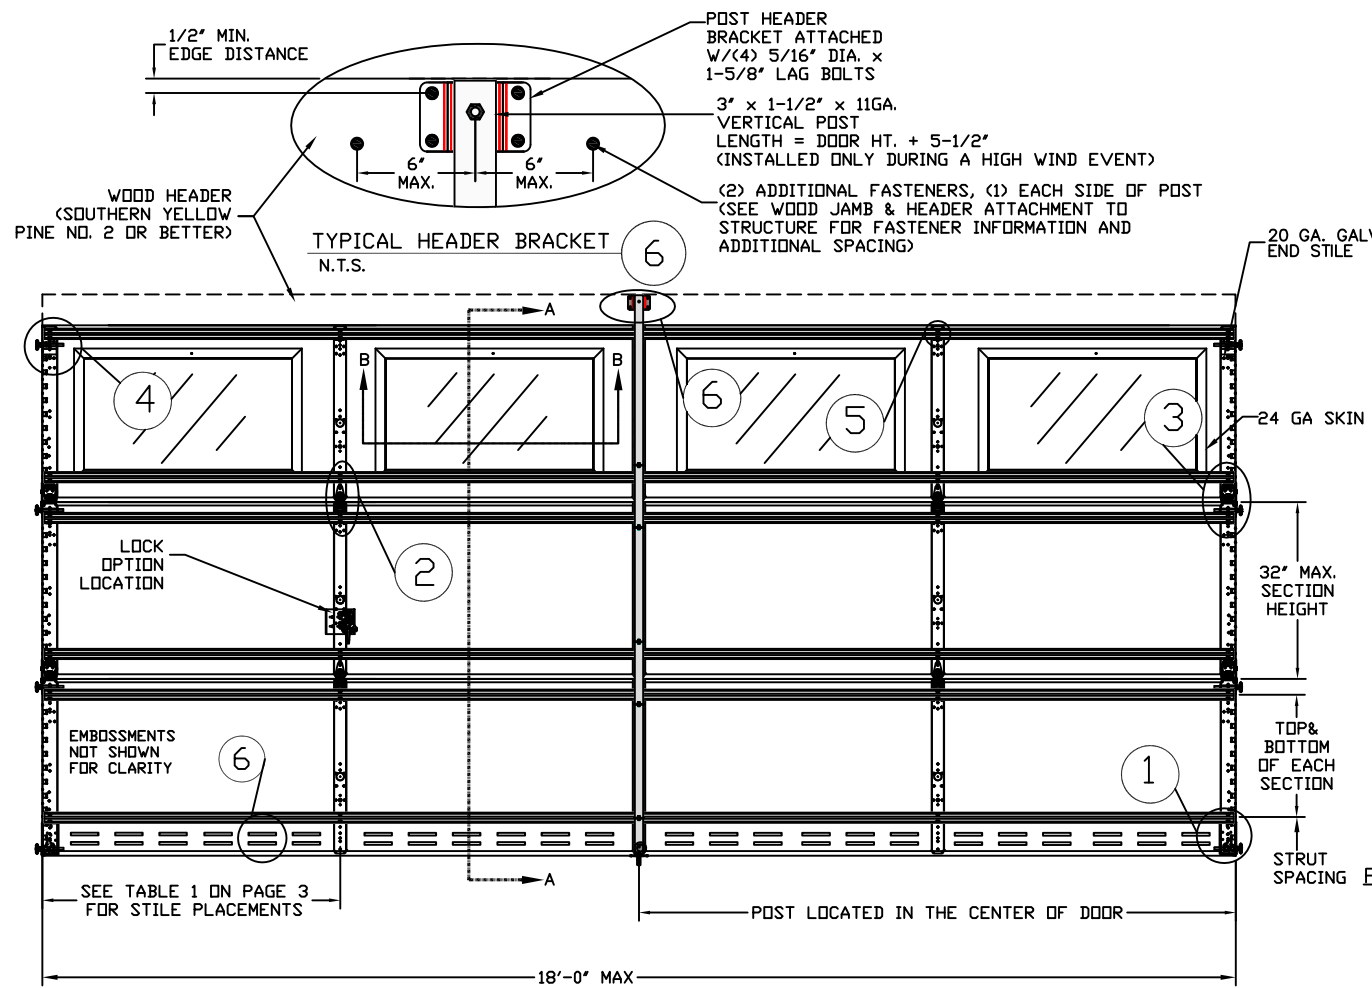 1/2" MIN.
EDGE DISTANCE
POST HEADER
BRACKET ATTACHED
W/(4) 5/16" DIA. x
1-5/8" LAG BOLTS
3" x 1-1/2" x 11GA.
VERTICAL POST
LENGTH = DOOR HT. + 5-1/2"
(INSTALLED ONLY DURING A HIGH WIND EVENT)
6"
MAX.
6"
MAX.
WOOD HEADER
(SOUTHERN YELLOW
PINE NO. 2 OR BETTER)
(2) ADDITIONAL FASTENERS, (1) EACH SIDE OF POST
(SEE WOOD JAMB & HEADER ATTACHMENT TO
STRUCTURE FOR FASTENER INFORMATION AND
ADDITIONAL SPACING)
TYPICAL HEADER BRACKET
N.T.S.
6
20 GA. GALV
END STILE
A
B
B
4
6
5
3
24 GA SKIN
LOCK
OPTION
LOCATION
2
32" MAX.
SECTION
HEIGHT
EMBOSSMENTS
NOT SHOWN
FOR CLARITY
6
1
TOP&
BOTTOM
OF EACH
SECTION
STRUT
SPACING
A
SEE TABLE 1 ON PAGE 3
FOR STILE PLACEMENTS
POST LOCATED IN THE CENTER OF DOOR
18'-0" MAX